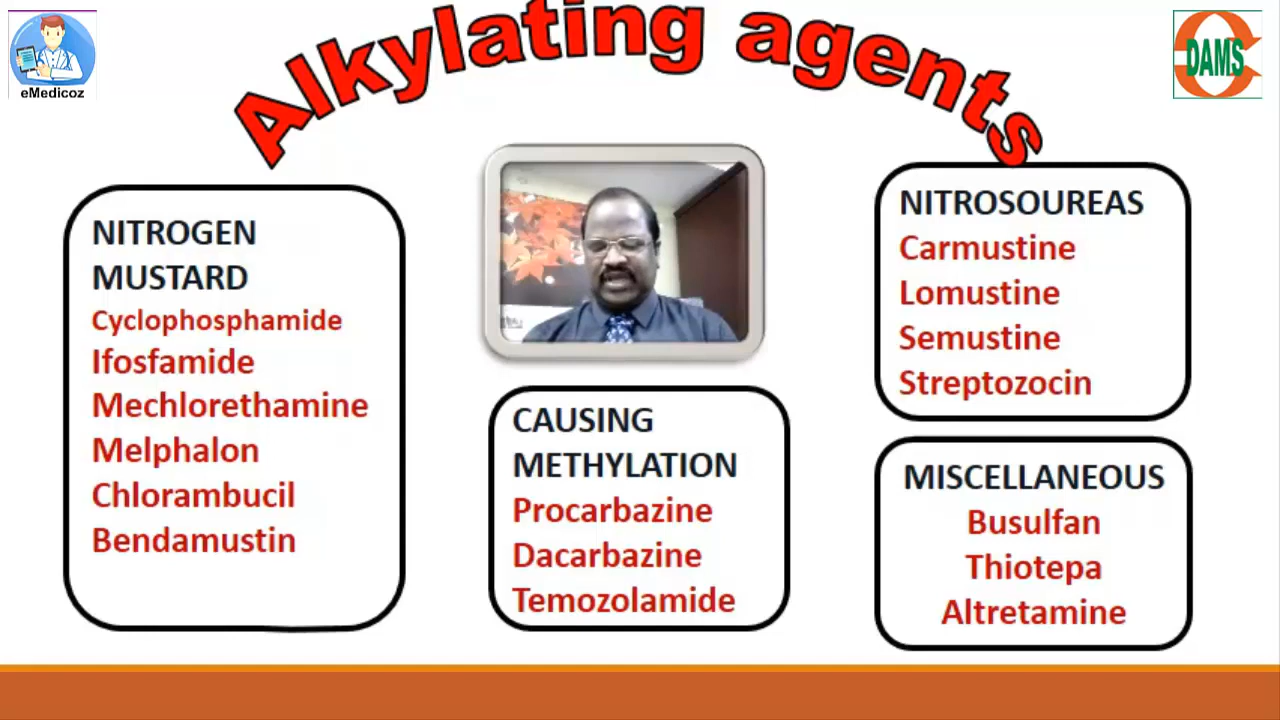 eMedicoz
Alkylating agents
DAMS
NITROGEN
MUSTARD
Cyclophosphamide
Ifosfamide
Mechlorethamine
Melphalon
Chlorambucil
Bendamustin
CAUSING
METHYLATION
Procarbazine
Dacarbazine
Temozolamide
NITROSOUREAS
Carmustine
Lomustine
Semustine
Streptozocin
MISCELLANEOUS
Busulfan
Thiotepa
Altretamine